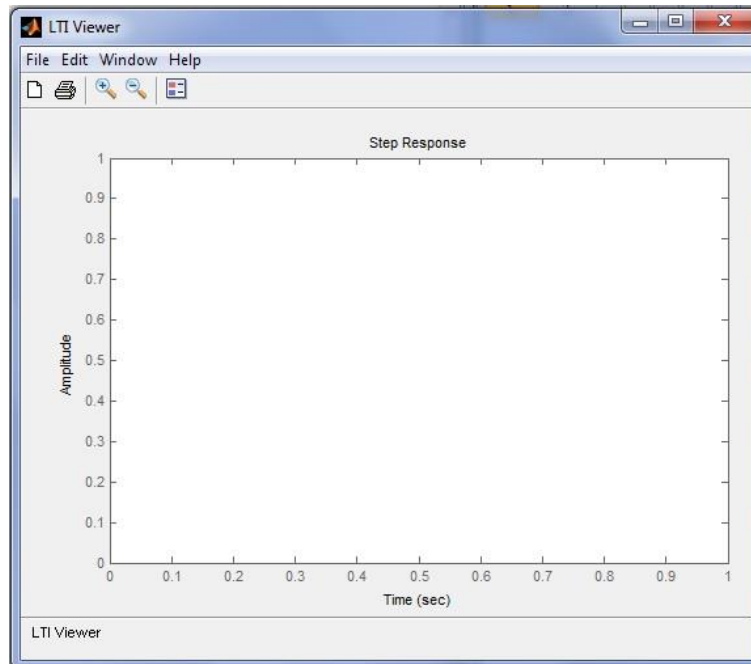 LTI Viewer
File Edit Window Help
Step Response
1
0.9
0.8
0.7
0.6
0.5
0.4
0.3
0.2
0.1
0
Amplitude
0 0.1 0.2 0.3 0.4 0.5 0.6 0.7 0.8 0.9 1
Time (sec)
LTI Viewer